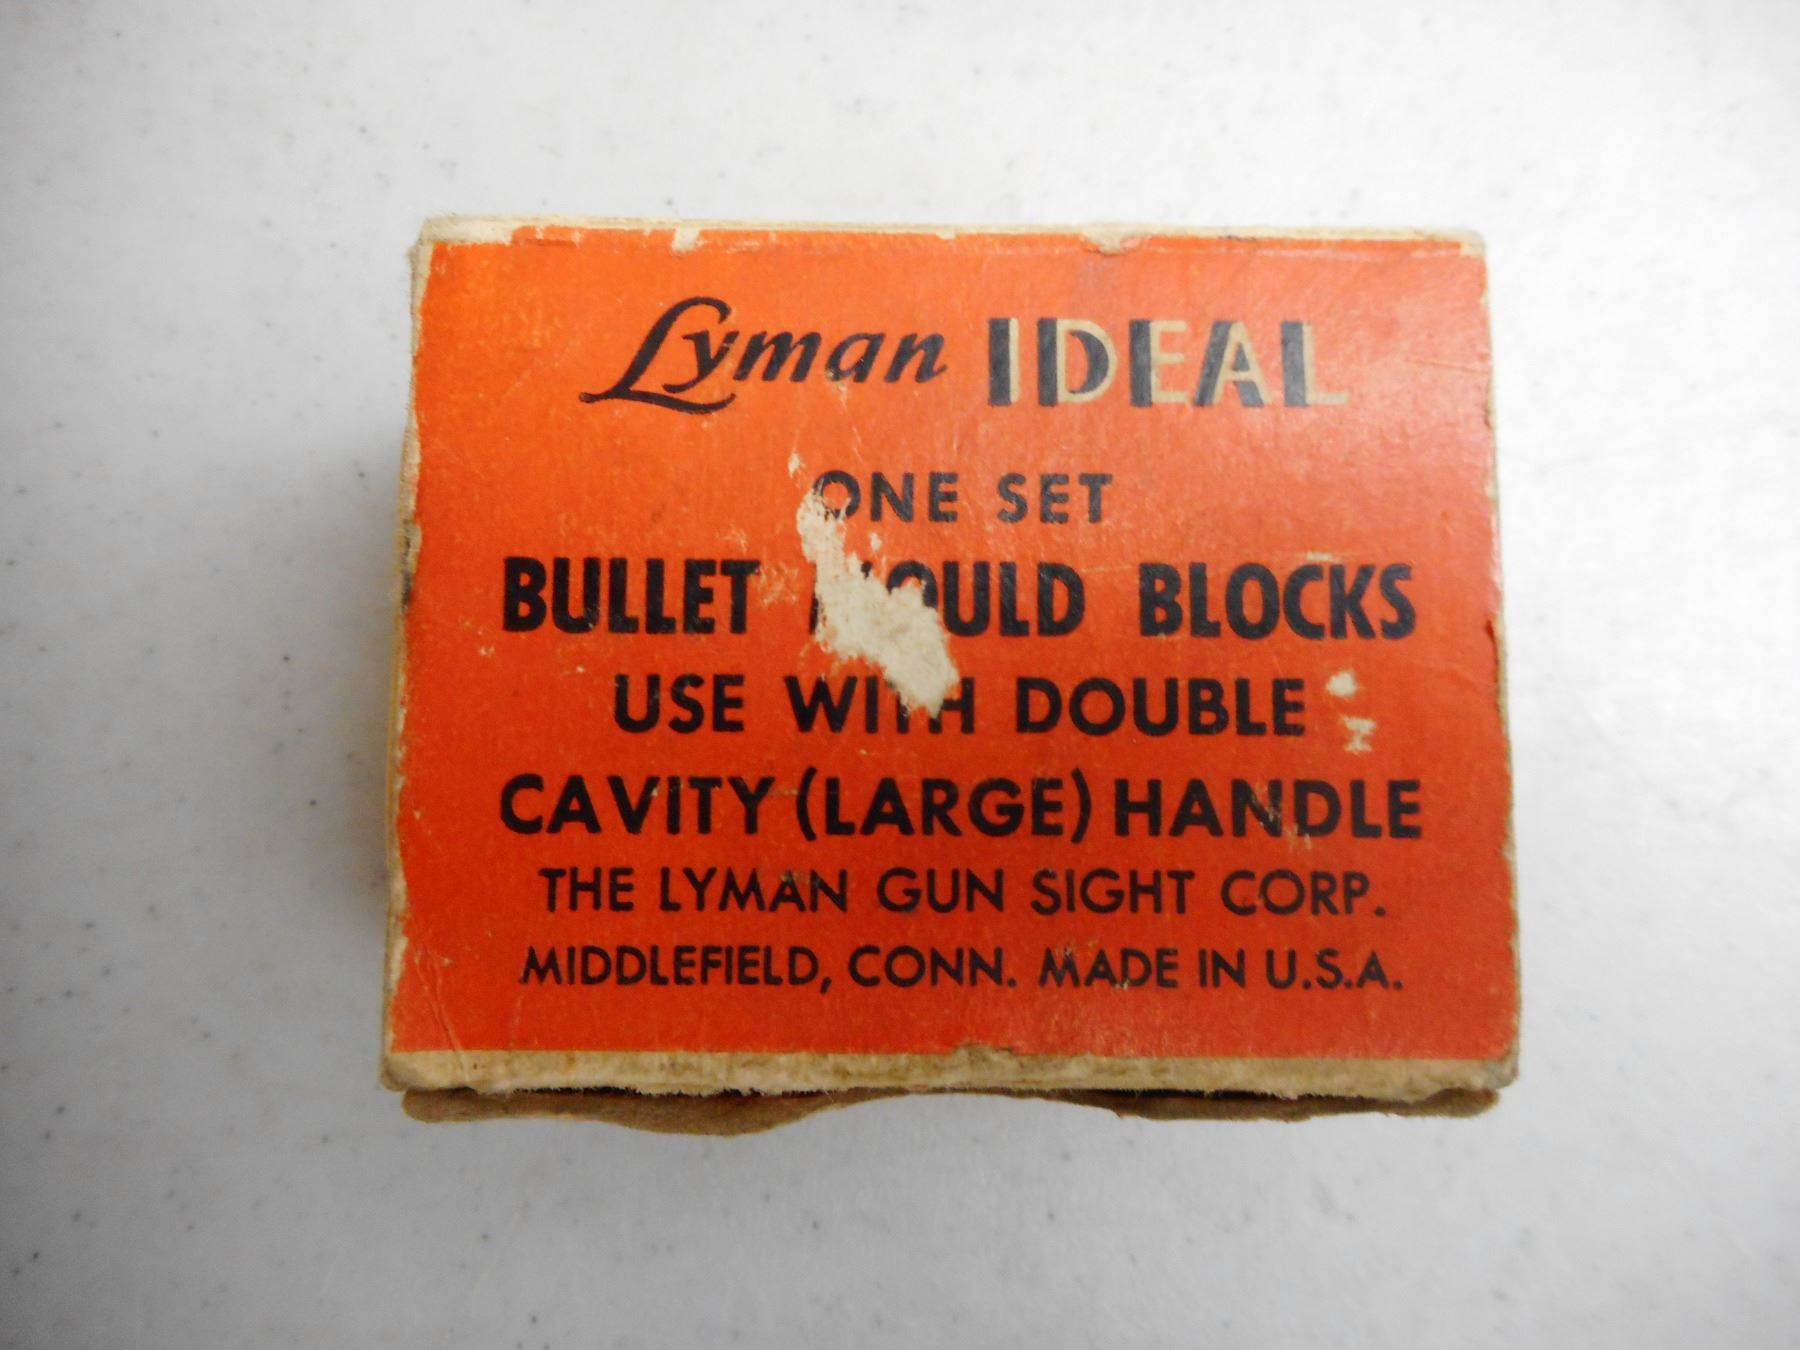 Lyman IDEAL
ONE SET
BULLET MOULD BLOCKS
USE WITH DOUBLE
CAVITY (LARGE) HANDLE
THE LYMAN GUN SIGHT CORP.
MIDDLEFIELD, CONN. MADE IN U.S.A.